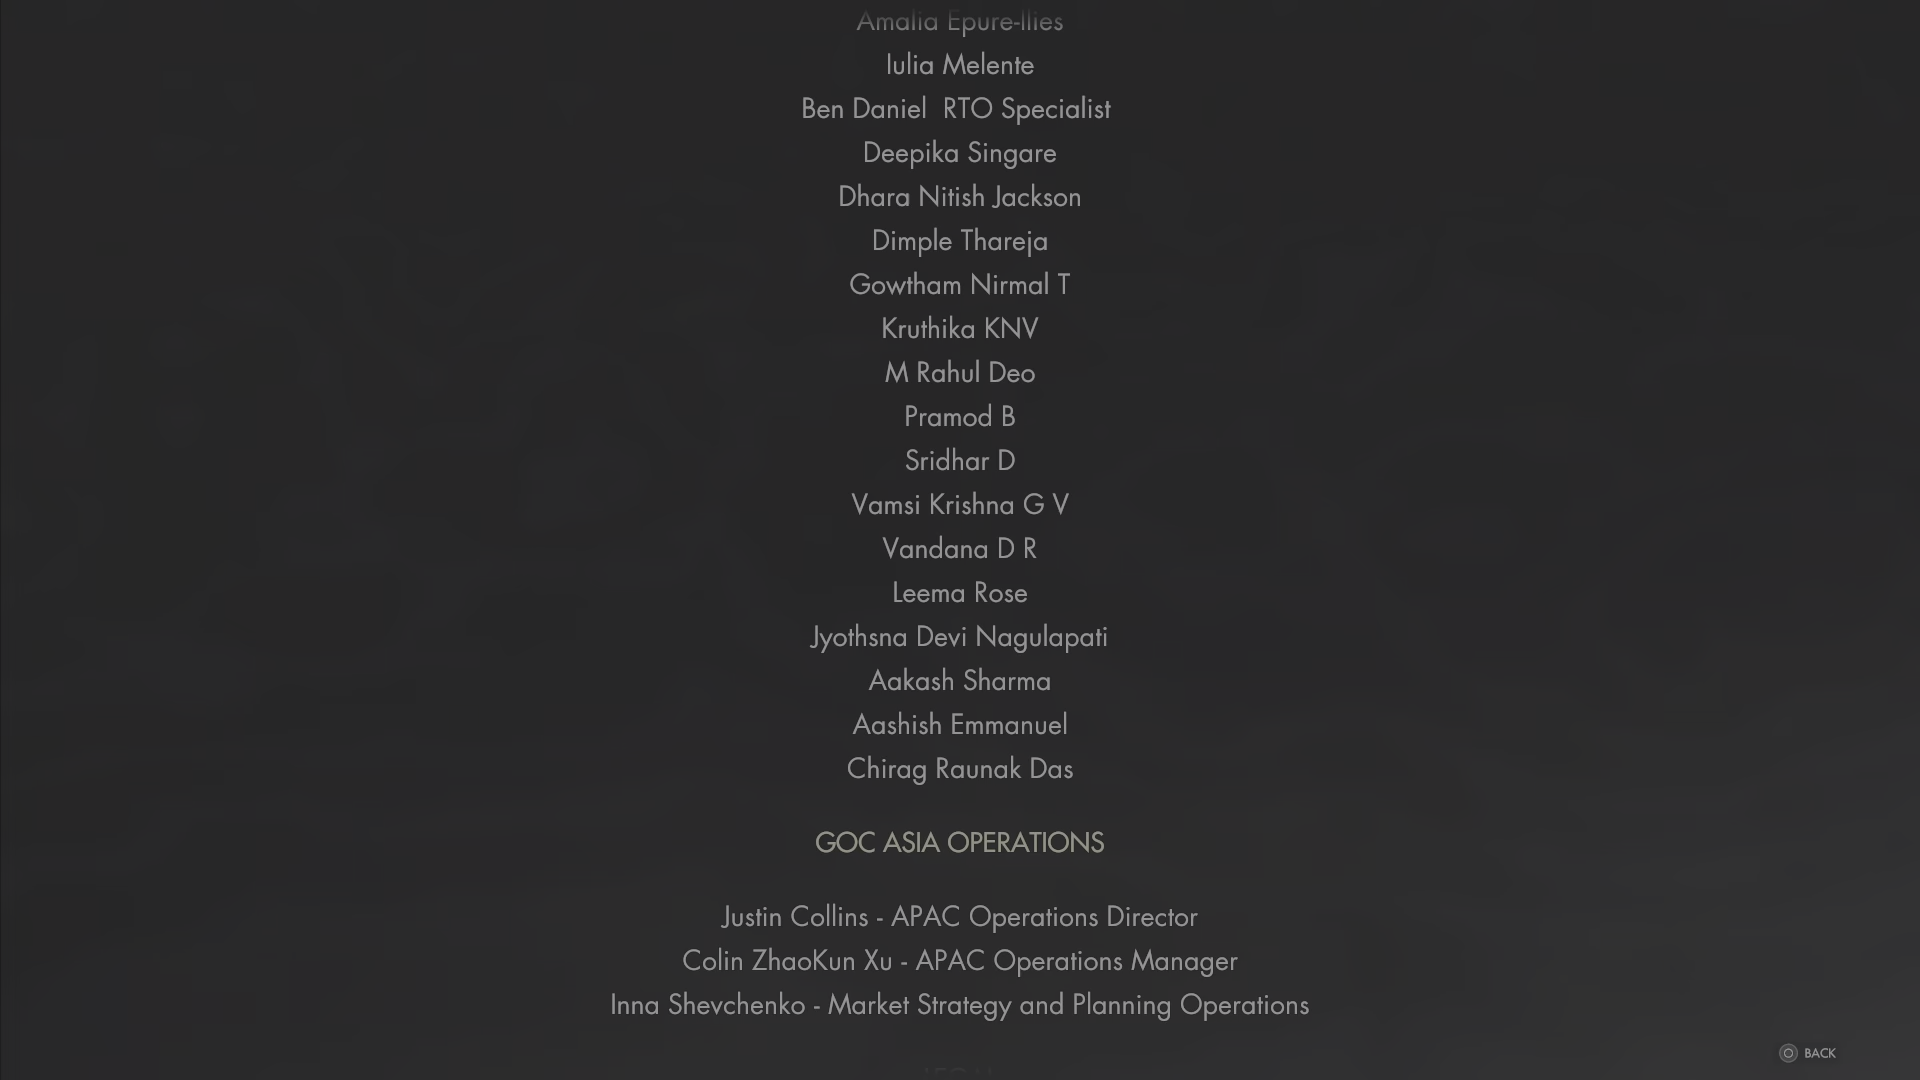 Amalia Epure-Ilies
Iulia Melente
Ben Daniel  RTO Specialist
Deepika Singare
Dhara Nitish Jackson
Dimple Thareja
Gowtham Nirmal T
Kruthika KNV
M Rahul Deo
Pramod B
Sridhar D
Vamsi Krishna G V
Vandana D R
Leema Rose
Jyothsna Devi Nagulapati
Aakash Sharma
Aashish Emmanuel
Chirag Raunak Das
GOC ASIA OPERATIONS
Justin Collins - APAC Operations Director
Colin ZhaoKun Xu - APAC Operations Manager
Inna Shevchenko - Market Strategy and Planning Operations
BACK